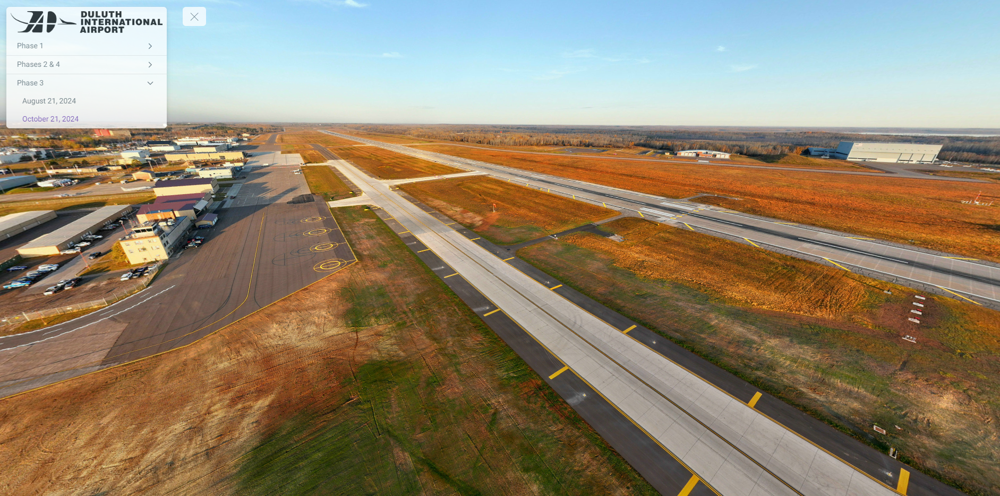 DULUTH
INTERNATIONAL
AIRPORT
Phase 1
Phases 2 & 4
Phase 3
August 21, 2024
October 21, 2024